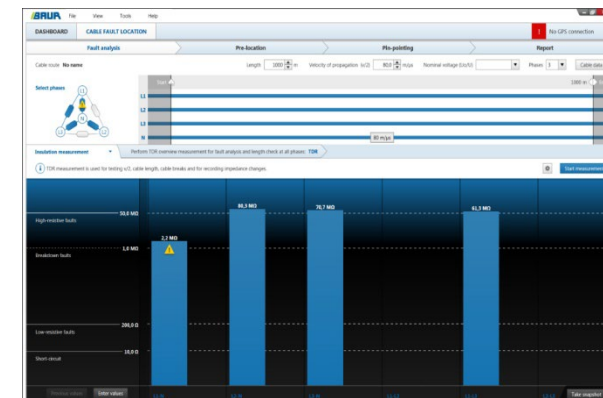 BAUR File View Tools Help
DASHBOARD CABLE FAULT LOCATION ! No GPS connection
Fault analysis Pre-location Pin-pointing Report
Cable route No name Length 1000 m Velocity of propagation (v/2) 80,0 m/µs Nominal voltage (Uo/U) Phases 3 Cable data
Select phases Start 1000 m
L1
L1
L2
L3
N
L3 L2
N
80 m/µs
Insulation measurement Perform TDR overview measurement for fault analysis and length check at all phases TDR
i TDR measurement is used for testing v/2, cable length, cable breaks and for recording impedance changes. Start measurement
High-resistive faults
50,0 MΩ
70,7 MΩ
61,3 MΩ
2,2 MΩ
1,0 MΩ
Breakdown faults
200,0 Ω
Low-resistive faults
10,0 Ω
Short-circuit
Previous values Enter values Take snapshot